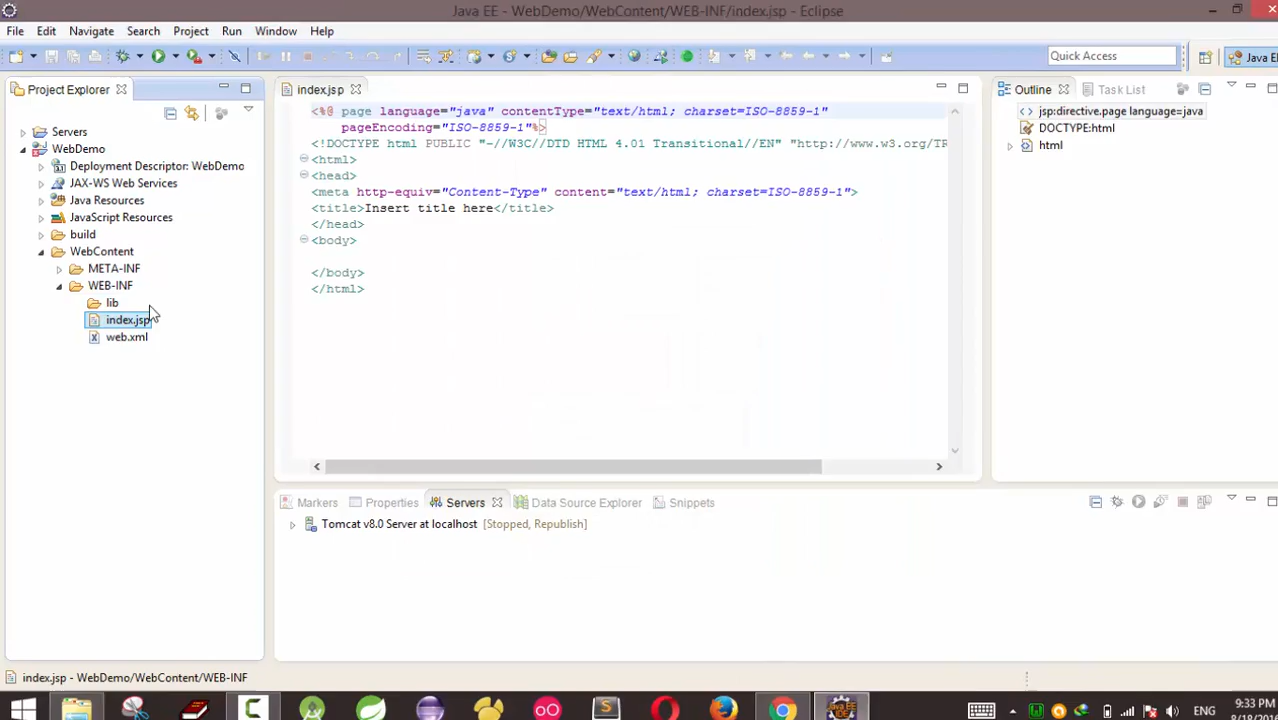 Java EE - WebDemo/WebContent/WEB-INF/index.jsp - Eclipse
File Edit Navigate Search Project Run Window Help
Quick Access
Java EE
Project Explorer
Servers
WebDemo
Deployment Descriptor: WebDemo
JAX-WS Web Services
Java Resources
JavaScript Resources
build
WebContent
META-INF
WEB-INF
lib
index.jsp
web.xml
index.jsp
<%@ page language="java" contentType="text/html; charset=ISO-8859-1"
pageEncoding="ISO-8859-1"%>
<!DOCTYPE html PUBLIC "-//W3C//DTD HTML 4.01 Transitional//EN" "http://www.w3.org/TR
<html>
<head>
<meta http-equiv="Content-Type" content="text/html; charset=ISO-8859-1">
<title>Insert title here</title>
</head>
<body>
</body>
</html>
Outline Task List
jsp:directive.page language=java
DOCTYPE:html
html
Markers Properties Servers Data Source Explorer Snippets
Tomcat v8.0 Server at localhost [Stopped, Republish]
index.jsp - WebDemo/WebContent/WEB-INF
ENG
9:33 PM